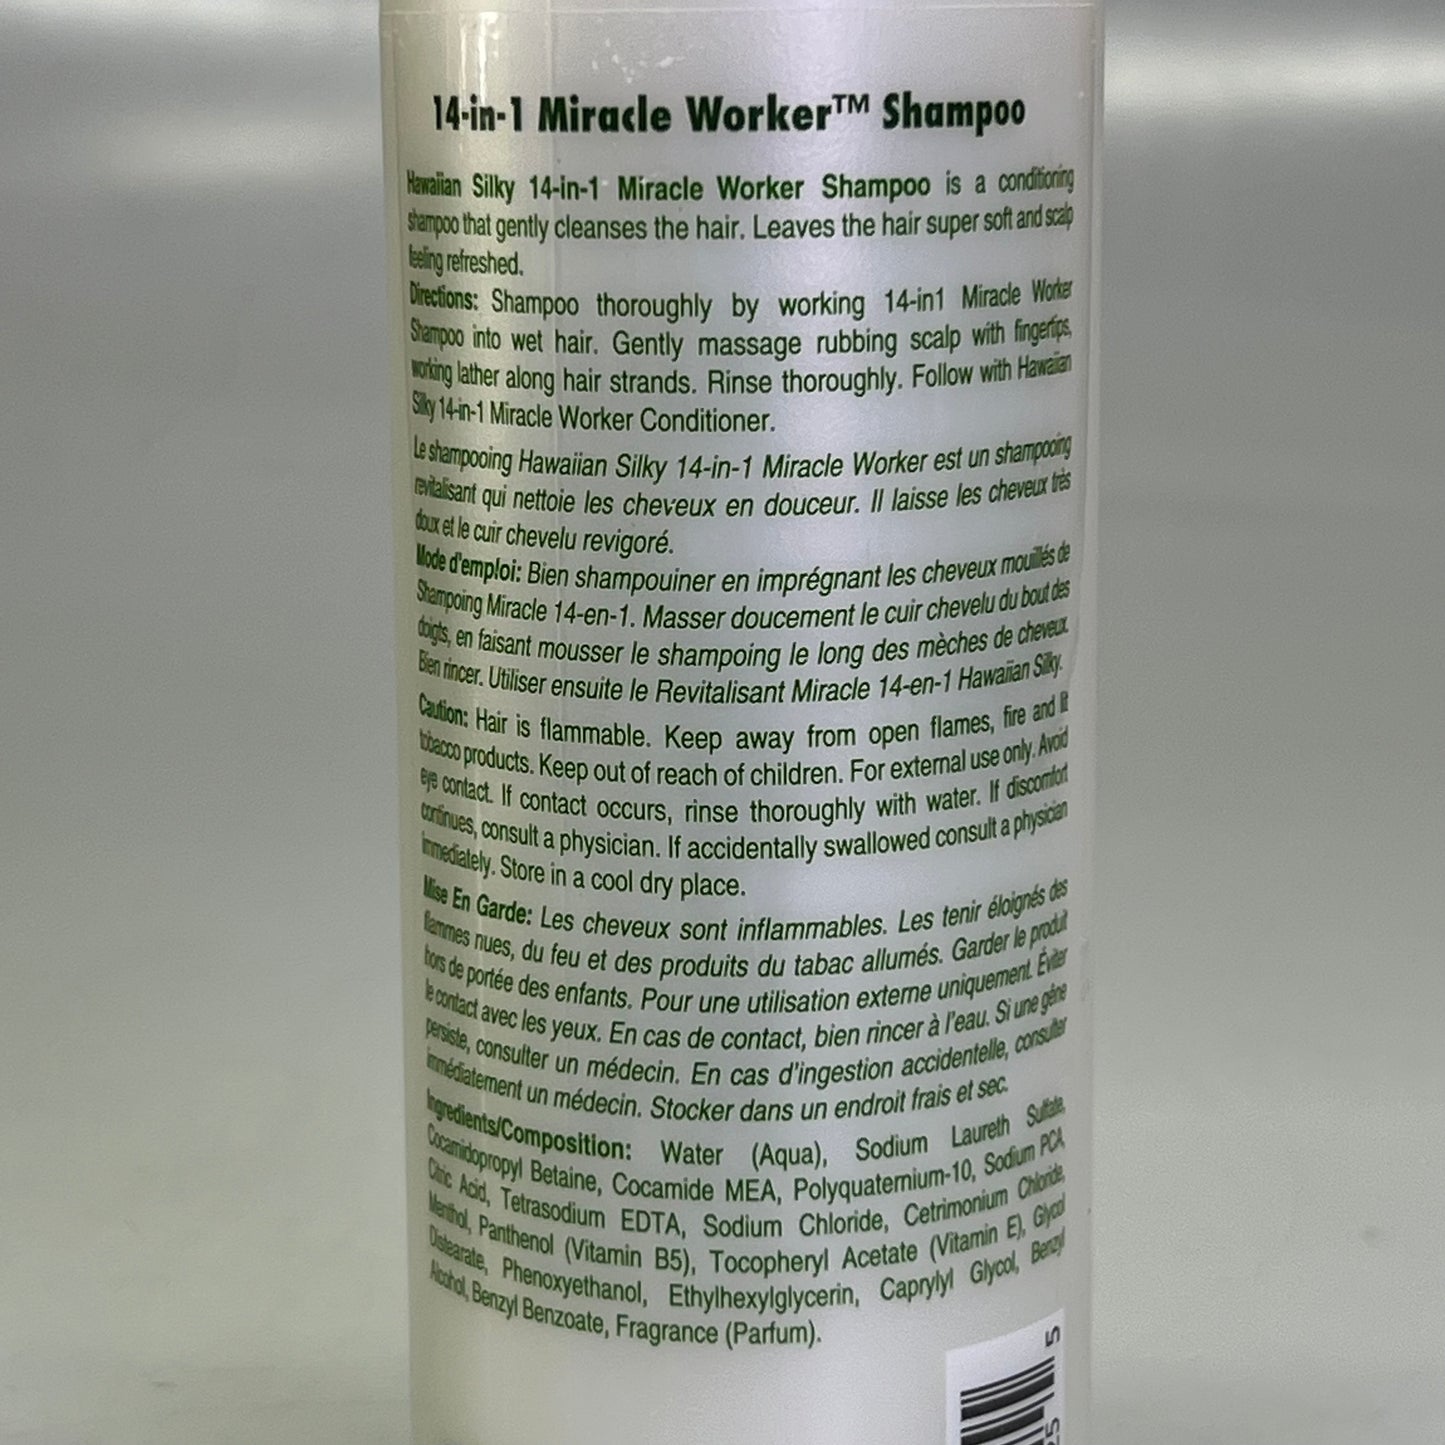 14-in-1 Miracle Worker™ Shampoo
Hawaiian Silky 14-in-1 Miracle Worker Shampoo is a conditioning
shampoo that gently cleanses the hair. Leaves the hair super soft and scalp
feeling refreshed.
Directions: Shampoo thoroughly by working 14-in1 Miracle Worker
Shampoo into wet hair. Gently massage rubbing scalp with fingertips,
working lather along hair strands. Rinse thoroughly. Follow with Hawaiian
Silky 14-in-1 Miracle Worker Conditioner.
Le shampooing Hawaiian Silky 14-in-1 Miracle Worker est un shampooing
revitalisant qui nettoie les cheveux en douceur. Il laisse les cheveux très
doux et le cuir chevelu revigoré.
Mode d'emploi: Bien shampouiner en imprégnant les cheveux mouillés de
Shampoing Miracle 14-en-1. Masser doucement le cuir chevelu du bout des
doigts, en faisant mousser le shampoing le long des mèches de cheveux.
Bien rincer. Utiliser ensuite le Revitalisant Miracle 14-en-1 Hawaiian Silky.
Caution: Hair is flammable. Keep away from open flames, fire and lit
tobacco products. Keep out of reach of children. For external use only. Avoid
eye contact. If contact occurs, rinse thoroughly with water. If discomfort
continues, consult a physician. If accidentally swallowed consult a physician
immediately. Store in a cool dry place.
Mise En Garde: Les cheveux sont inflammables. Les tenir éloignés des
flammes nues, du feu et des produits du tabac allumés. Garder le produit
hors de portée des enfants. Pour une utilisation externe uniquement. Éviter
le contact avec les yeux. En cas de contact, bien rincer à l'eau. Si une gêne
persiste, consulter un médecin. En cas d'ingestion accidentelle, consulter
immédiatement un médecin. Stocker dans un endroit frais et sec.
Ingredients/Composition: Water (Aqua), Sodium Laureth Sulfate,
Cocamidopropyl Betaine, Cocamide MEA, Polyquaternium-10, Sodium PCA,
Citric Acid, Tetrasodium EDTA, Sodium Chloride, Cetrimonium Chloride,
Menthol, Panthenol (Vitamin B5), Tocopheryl Acetate (Vitamin E), Glycol
Distearate, Phenoxyethanol, Ethylhexylglycerin, Caprylyl Glycol, Benzyl
Alcohol, Benzyl Benzoate, Fragrance (Parfum).
5
25